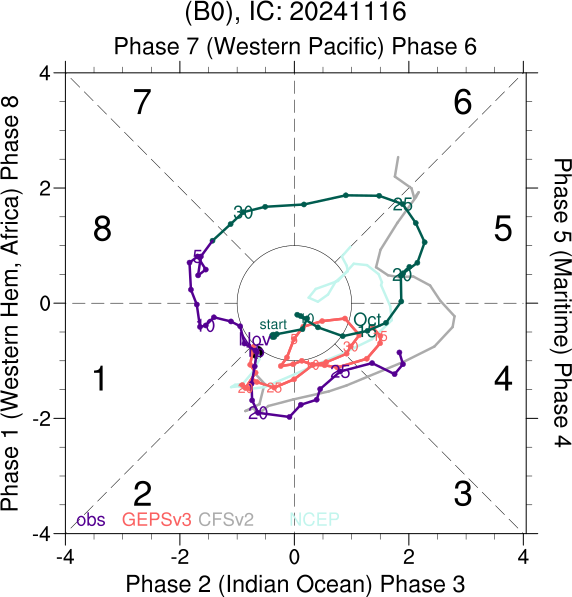 (B0), IC: 20241116
Phase 7 (Western Pacific) Phase 6
4
7
6
2
30
25
8
5
5
20
0
start
Oct
15
Nov
30
1
25
4
20
-2
2
3
obs GEPSv3 CFSv2 NCEP
-4
-4 -2 0 2 4
Phase 2 (Indian Ocean) Phase 3
Phase 1 (Western Hem, Africa) Phase 8
Phase 5 (Maritime) Phase 4